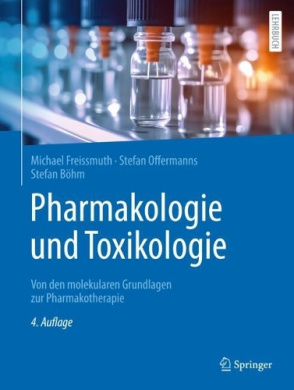 LEHRBUCH
Michael Freissmuth · Stefan Offermanns
Stefan Böhm
Pharmakologie
und Toxikologie
Von den molekularen Grundlagen
zur Pharmakotherapie
4. Auflage
Springer